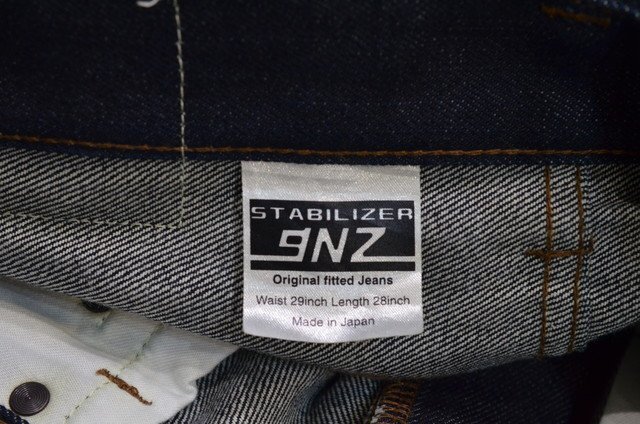 STABILIZER
gNZ
Original fitted Jeans
Waist 29inch Length 28inch
Made in Japan